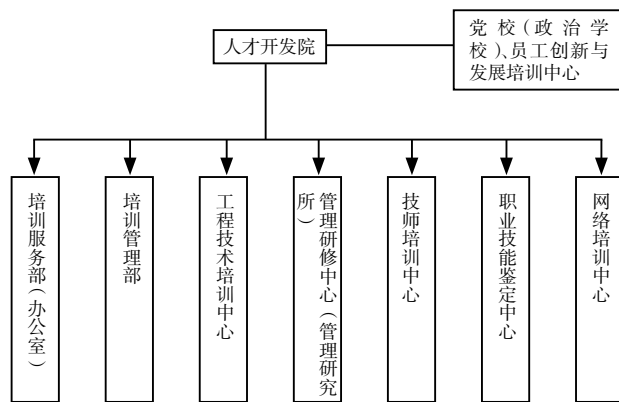 人才开发院
党校(政治学
校)、员工创新与
发展培训中心
培训服务部(办公室)
培训管理部
工程技术培训中心
管理研修中心(管理研究
所)
技师培训中心
职业技能鉴定中心
网络培训中心